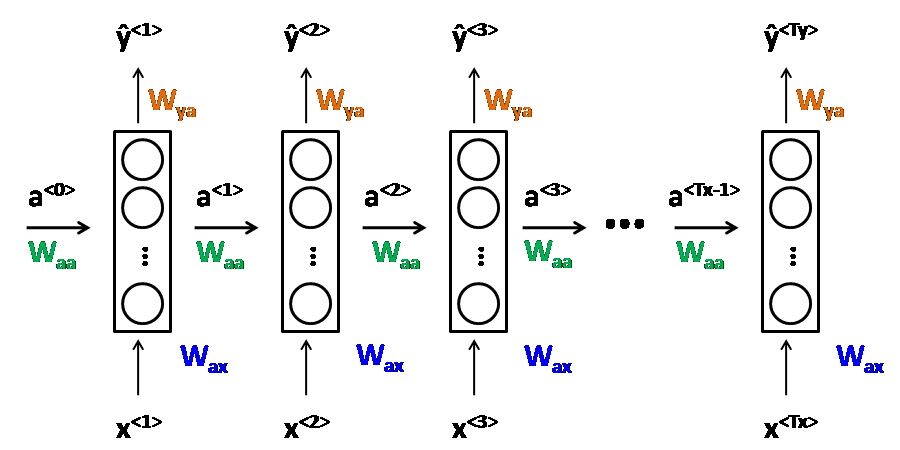 ŷ<1> ŷ<2> ŷ<3> ŷ<Ty>
Wya Wya Wya Wya
a<0> a<1> a<2> a<3> ... a<Tx-1>
Waa Waa Waa Waa Waa
Wax Wax Wax Wax
x<1> x<2> x<3> x<Tx>